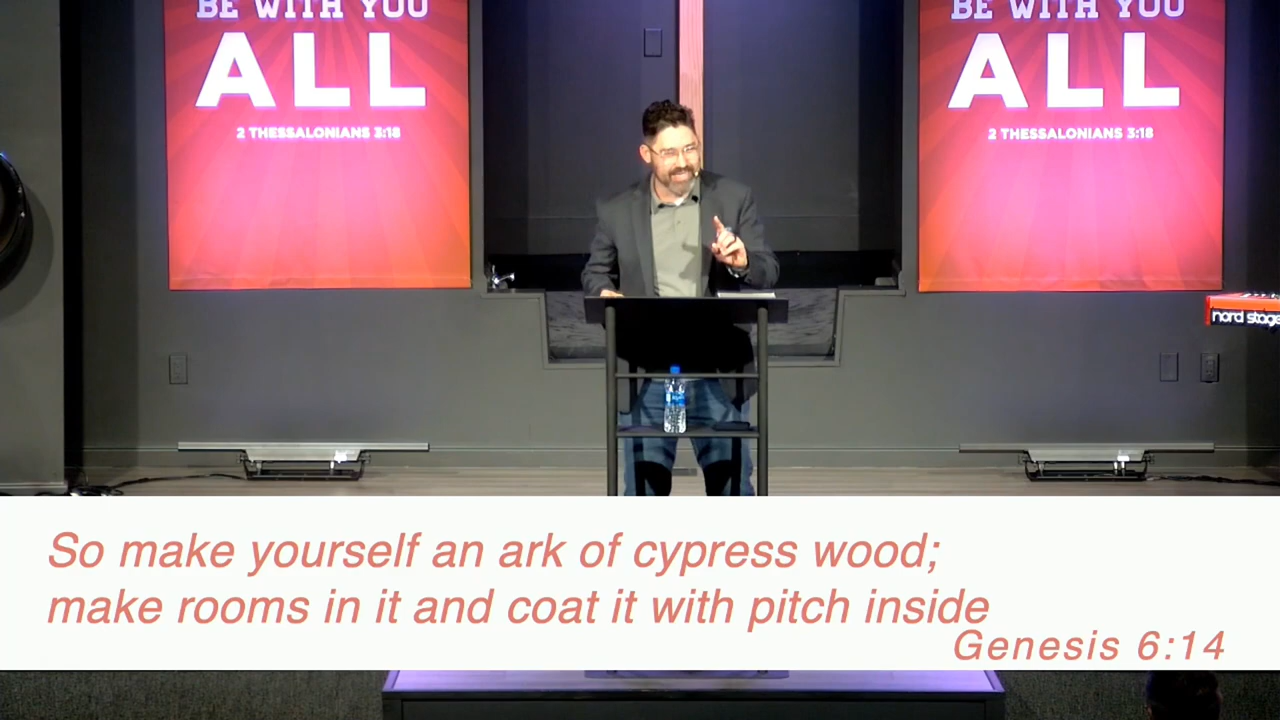 BE WITH YOU
ALL
2 THESSALONIANS 3:18
BE WITH YOU
ALL
2 THESSALONIANS 3:18
nord stage
So make yourself an ark of cypress wood;
make rooms in it and coat it with pitch inside
Genesis 6:14